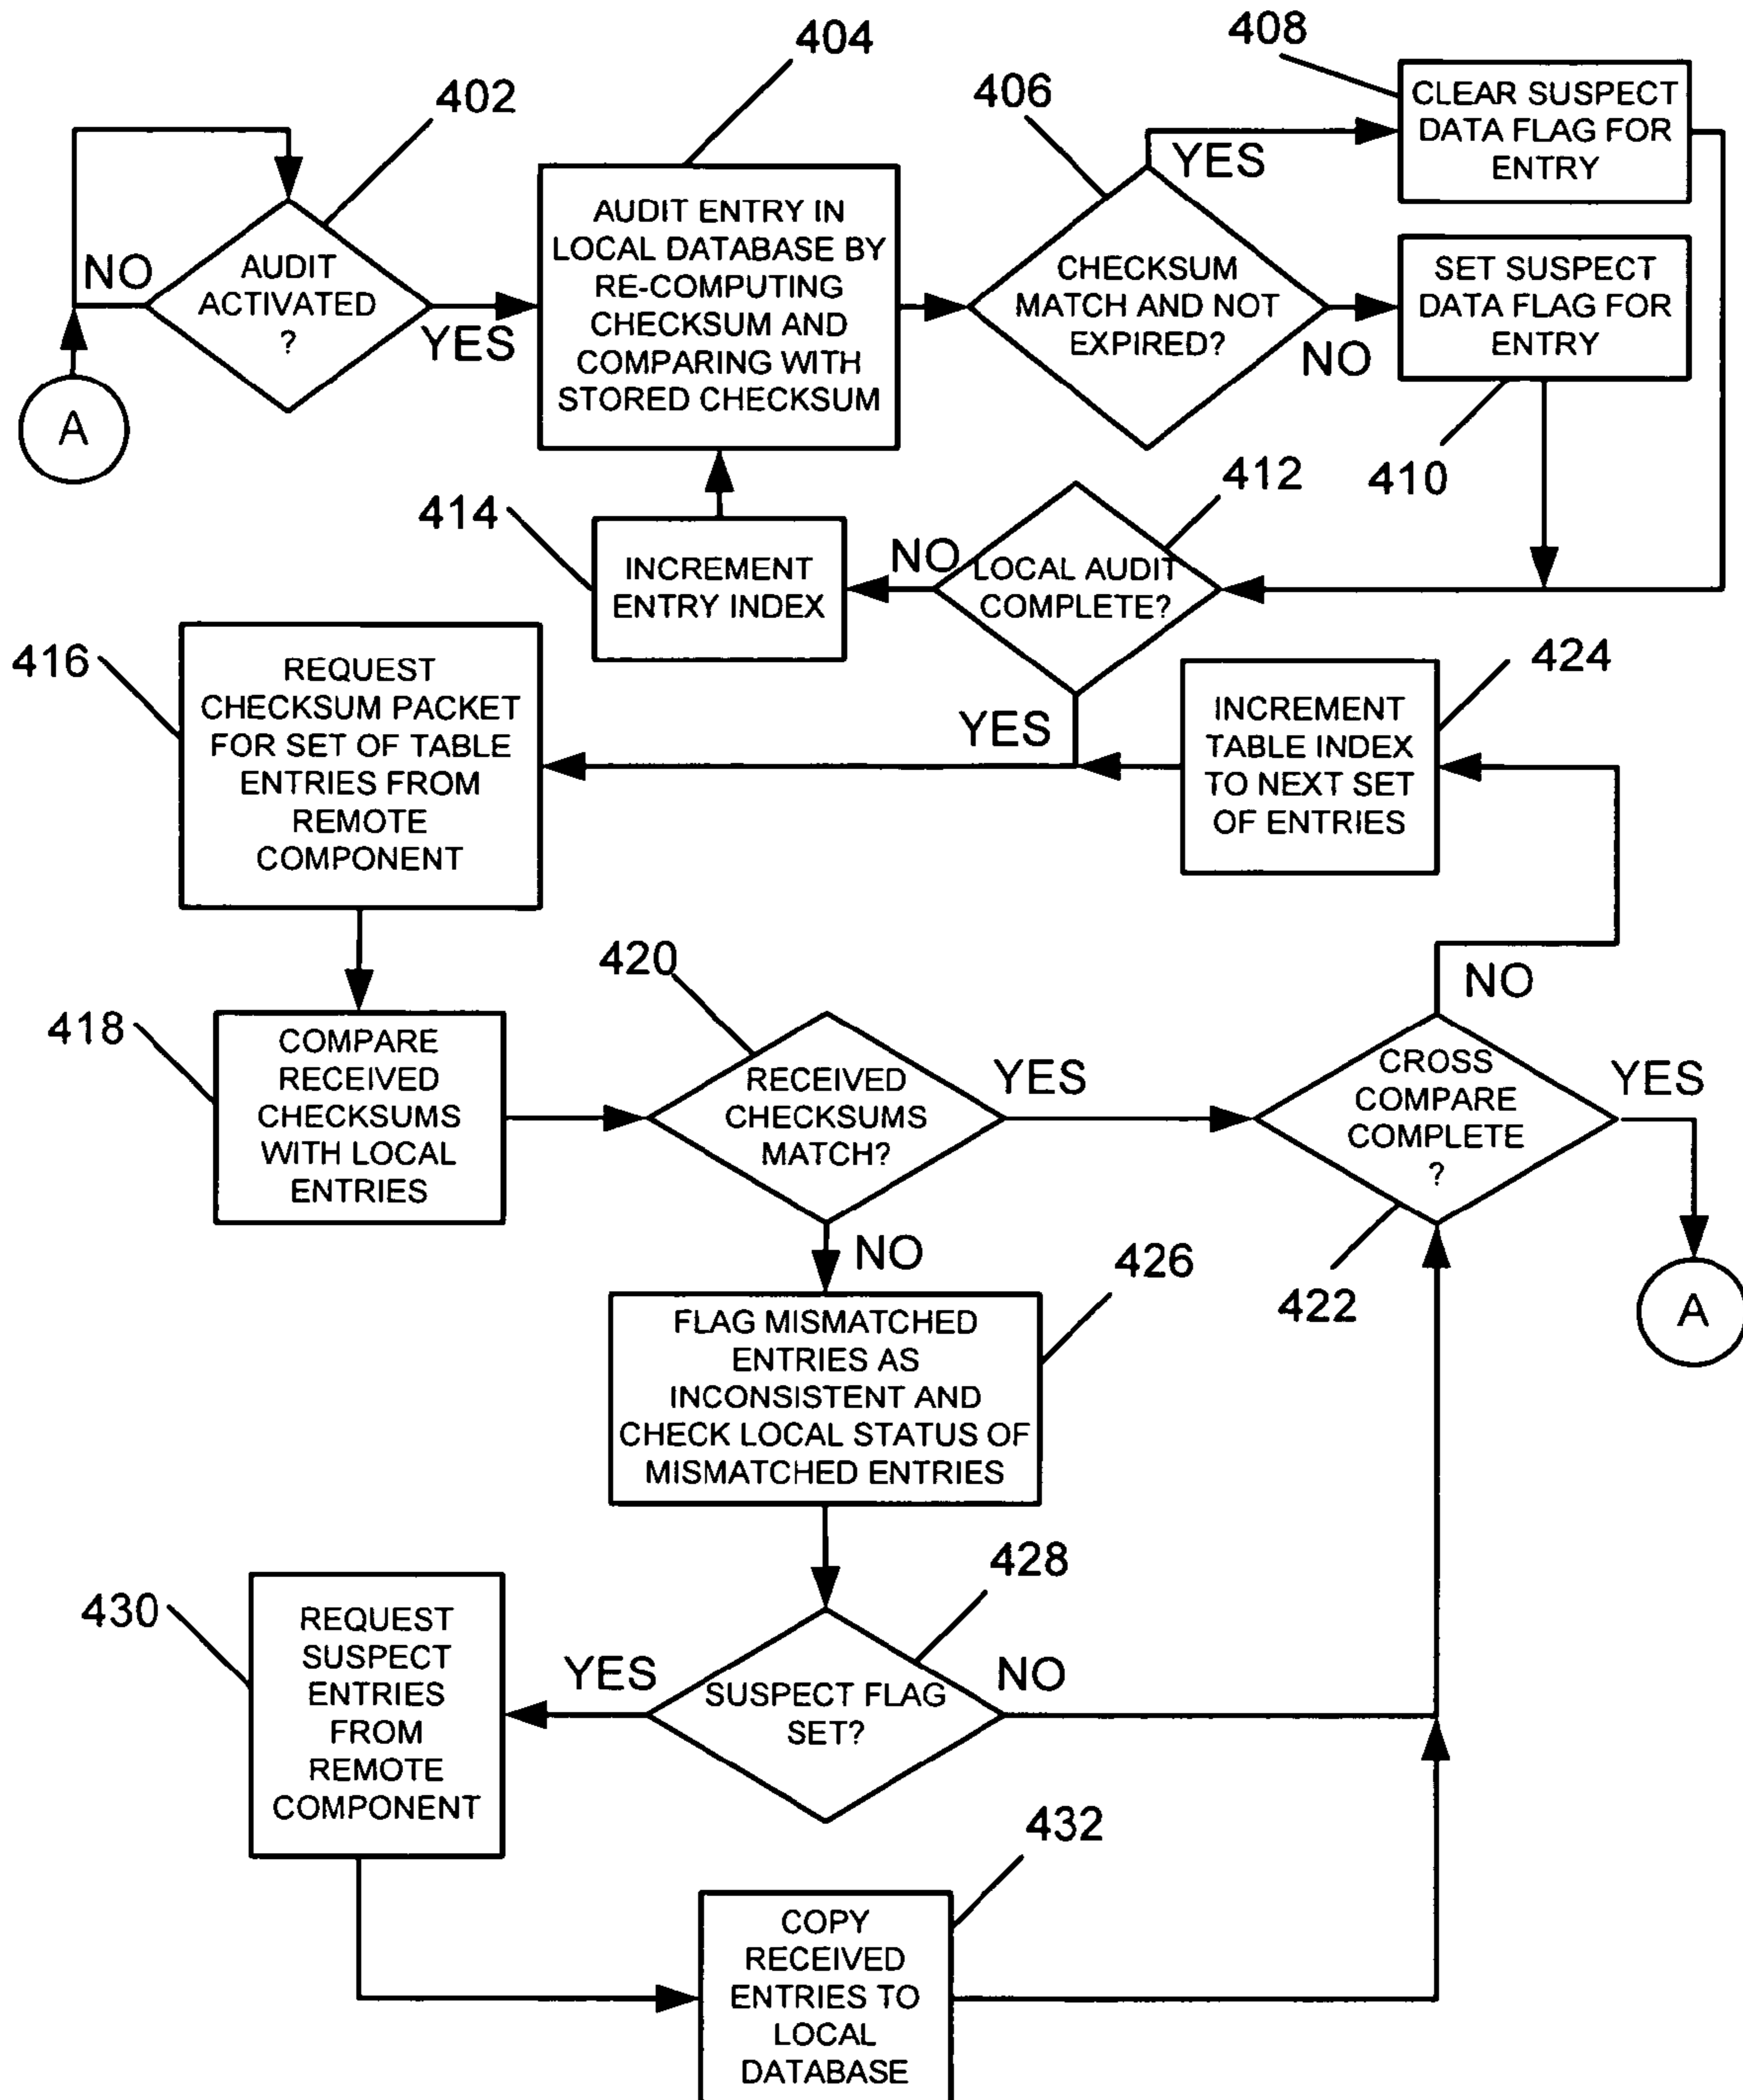 404
408
402
406
CLEAR SUSPECT
DATA FLAG FOR
ENTRY
YES
AUDIT ENTRY IN
LOCAL DATABASE BY
RE-COMPUTING
CHECKSUM AND
COMPARING WITH
STORED CHECKSUM
NO
AUDIT
ACTIVATED
?
YES
CHECKSUM
MATCH AND NOT
EXPIRED?
NO
SET SUSPECT
DATA FLAG FOR
ENTRY
A
410
412
414
INCREMENT
ENTRY INDEX
NO
LOCAL AUDIT
COMPLETE?
YES
416
REQUEST
CHECKSUM PACKET
FOR SET OF TABLE
ENTRIES FROM
REMOTE
COMPONENT
424
INCREMENT
TABLE INDEX
TO NEXT SET
OF ENTRIES
418
COMPARE
RECEIVED
CHECKSUMS
WITH LOCAL
ENTRIES
420
RECEIVED
CHECKSUMS
MATCH?
YES
NO
NO
CROSS
COMPARE
COMPLETE
?
YES
422
A
426
FLAG MISMATCHED
ENTRIES AS
INCONSISTENT AND
CHECK LOCAL STATUS OF
MISMATCHED ENTRIES
428
SUSPECT FLAG
SET?
YES
NO
430
REQUEST
SUSPECT
ENTRIES
FROM
REMOTE
COMPONENT
432
COPY
RECEIVED
ENTRIES TO
LOCAL
DATABASE